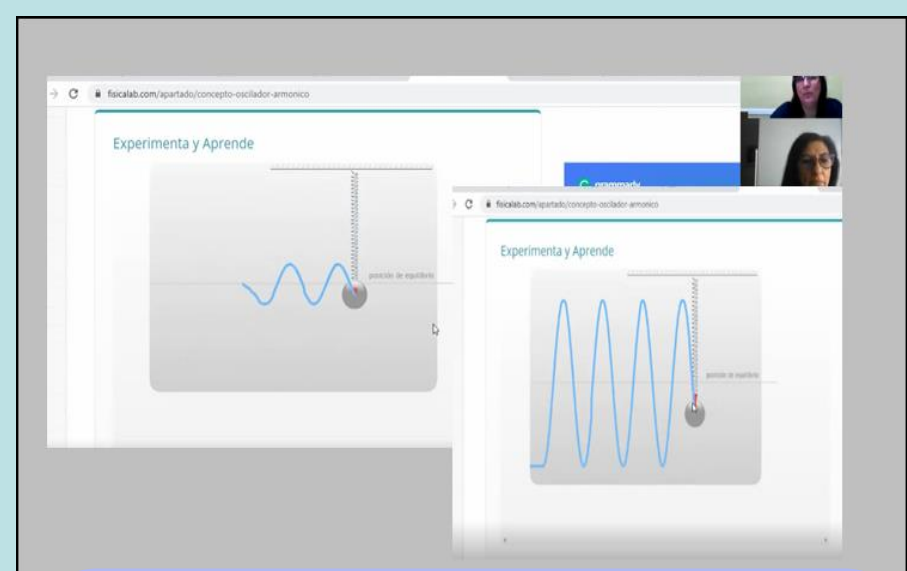 fisicalab.com/apartado/concepto-oscilador-armonico
Experimenta y Aprende
posición de equilibrio
grammarly
fisicalab.com/apartado/concepto-oscilador-armonico
Experimenta y Aprende
posición de equilibrio